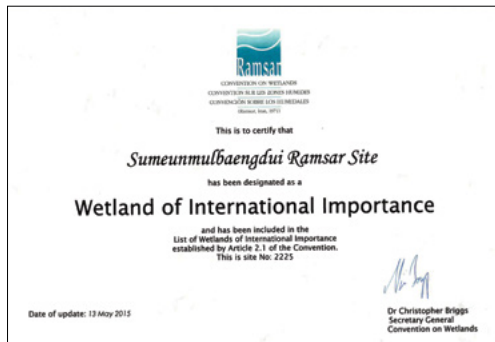 Ramsar
CONVENTION ON WETLANDS
CONVENTION SUR LES ZONES HUMIDES
CONVENCIÓN SOBRE LOS HUMEDALES
(Ramsar, Iran, 1971)
This is to certify that
Sumeunmulbaengdui Ramsar Site
has been designated as a
Wetland of International Importance
and has been included in the
List of Wetlands of International Importance
established by Article 2.1 of the Convention.
This is site No: 2225
Date of update: 13 May 2015
Dr Christopher Briggs
Secretary General
Convention on Wetlands